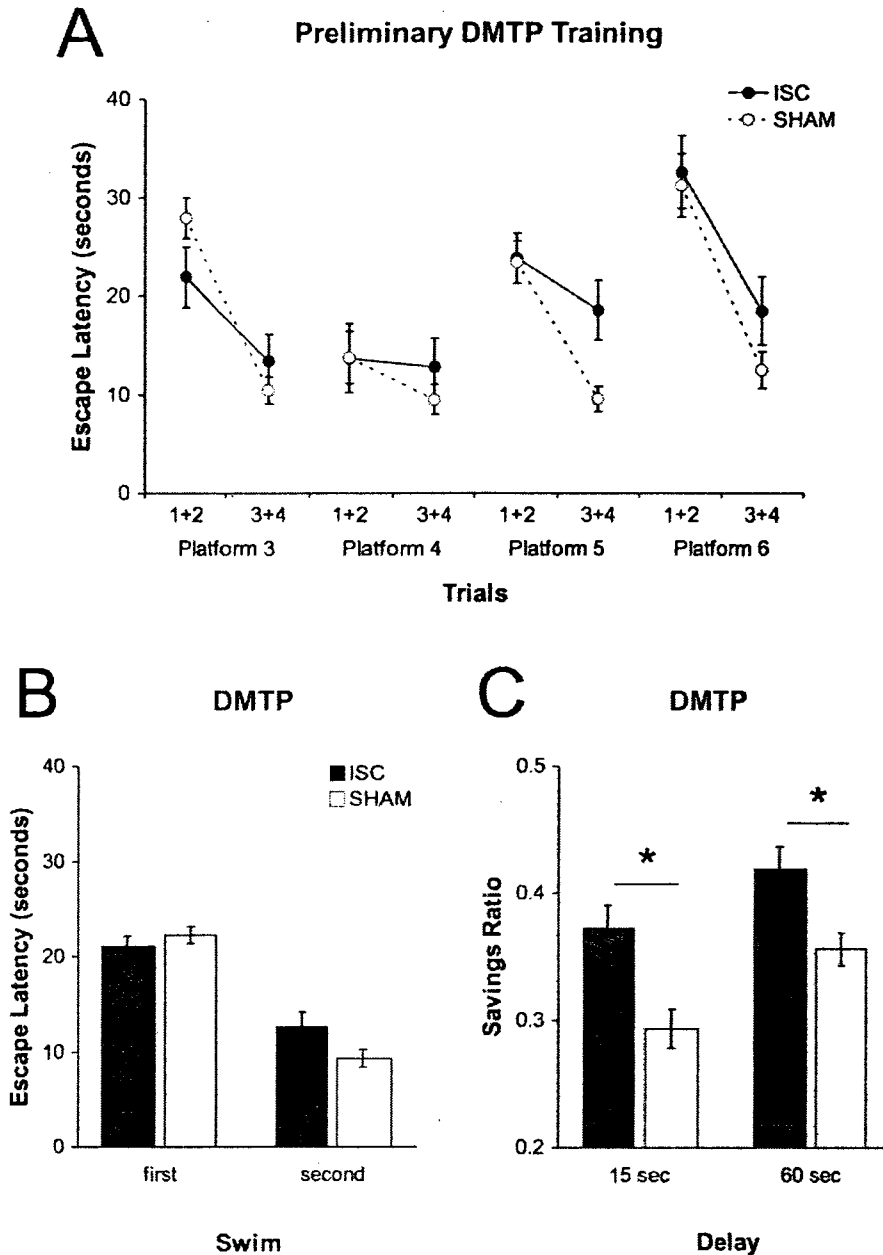 A
Preliminary DMTP Training
ISC
SHAM
Escape Latency (seconds)
40
30
20
10
0
1+2 3+4 1+2 3+4 1+2 3+4 1+2 3+4
Platform 3 Platform 4 Platform 5 Platform 6
Trials
B
DMTP
ISC
SHAM
Escape Latency (seconds)
40
30
20
10
0
first second
Swim
C
DMTP
Savings Ratio
0.5
0.4
0.3
0.2
*
*
15 sec 60 sec
Delay